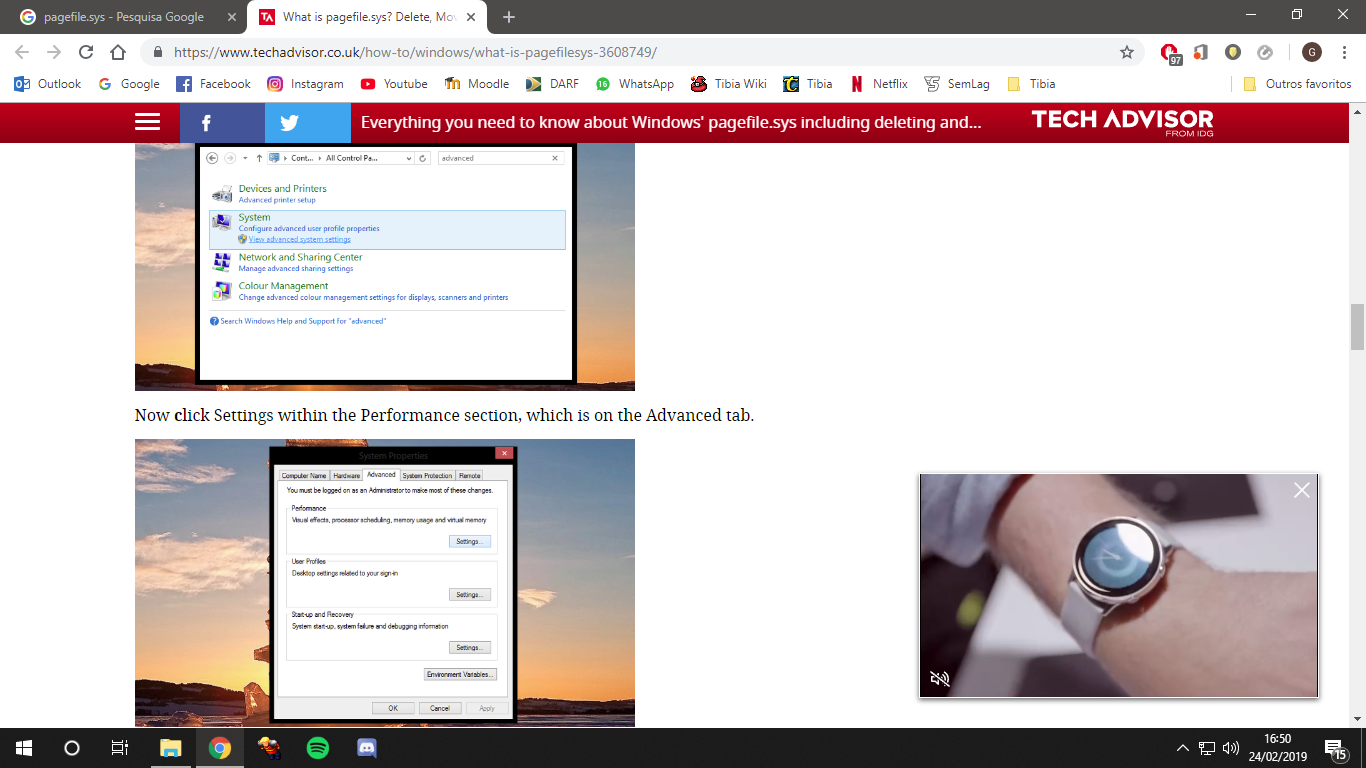 pagefile.sys - Pesquisa Google
What is pagefile.sys? Delete, Mov
https://www.techadvisor.co.uk/how-to/windows/what-is-pagefilesys-3608749/
97
G
Outlook
Google
Facebook
Instagram
Youtube
Moodle
DARF
16
WhatsApp
Tibia Wiki
Tibia
Netflix
SemLag
Tibia
Outros favoritos
Everything you need to know about Windows' pagefile.sys including deleting and...
TECH ADVISOR
FROM IDG
Cont...
All Control Pa...
advanced
Devices and Printers
Advanced printer setup
System
Configure advanced user profile properties
View advanced system settings
Network and Sharing Center
Manage advanced sharing settings
Colour Management
Change advanced colour management settings for displays, scanners and printers
Search Windows Help and Support for "advanced"
Now click Settings within the Performance section, which is on the Advanced tab.
System Properties
Computer Name
Hardware
Advanced
System Protection
Remote
You must be logged on as an Administrator to make most of these changes.
Performance
Visual effects, processor scheduling, memory usage and virtual memory
Settings...
User Profiles
Desktop settings related to your sign-in
Settings...
Start-up and Recovery
System start-up, system failure and debugging information
Settings...
Environment Variables...
OK
Cancel
Apply
16:50
24/02/2019
15